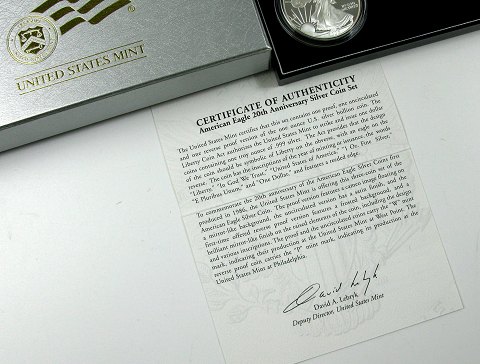 UNITED STATES MINT
CERTIFICATE OF AUTHENTICITY
American Eagle 20th Anniversary Silver Coin Set
The United States Mint certifies that this set contains one proof, one uncirculated
and one reverse proof version of the one ounce U.S. silver bullion coin. The
Liberty Coin Act authorizes the United States Mint to strike and issue dollar
coins containing one troy ounce of .999 silver. The Act provides that the design
of the coin should be symbolic of Liberty on the obverse, with an eagle on the
reverse. The coin has the inscriptions of the year of minting or issuance, the words
"Liberty," "In God We Trust," "United States of America," "1 Oz. Fine Silver,"
"E Pluribus Unum," and "One Dollar," and features a reeded edge.
To commemorate the 20th anniversary of the American Eagle Silver Coins first
produced in 1986, the United States Mint is offering this three-coin set of the
American Eagle Silver Coin. The proof version features a cameo image floating on
a mirror-like background, the uncirculated version has a satin finish, and the
first-time offered reverse proof version features a frosted background, with
brilliant mirror-like finish on the raised elements of the coin, including the design
and various inscriptions. The proof and the uncirculated coins carry the "W" mint
mark, indicating their production at the United States Mint at West Point. The
reverse proof coin carries the "P" mint mark, indicating its production at the
United States Mint at Philadelphia.
David A. Lebryk
David A. Lebryk
Deputy Director, United States Mint